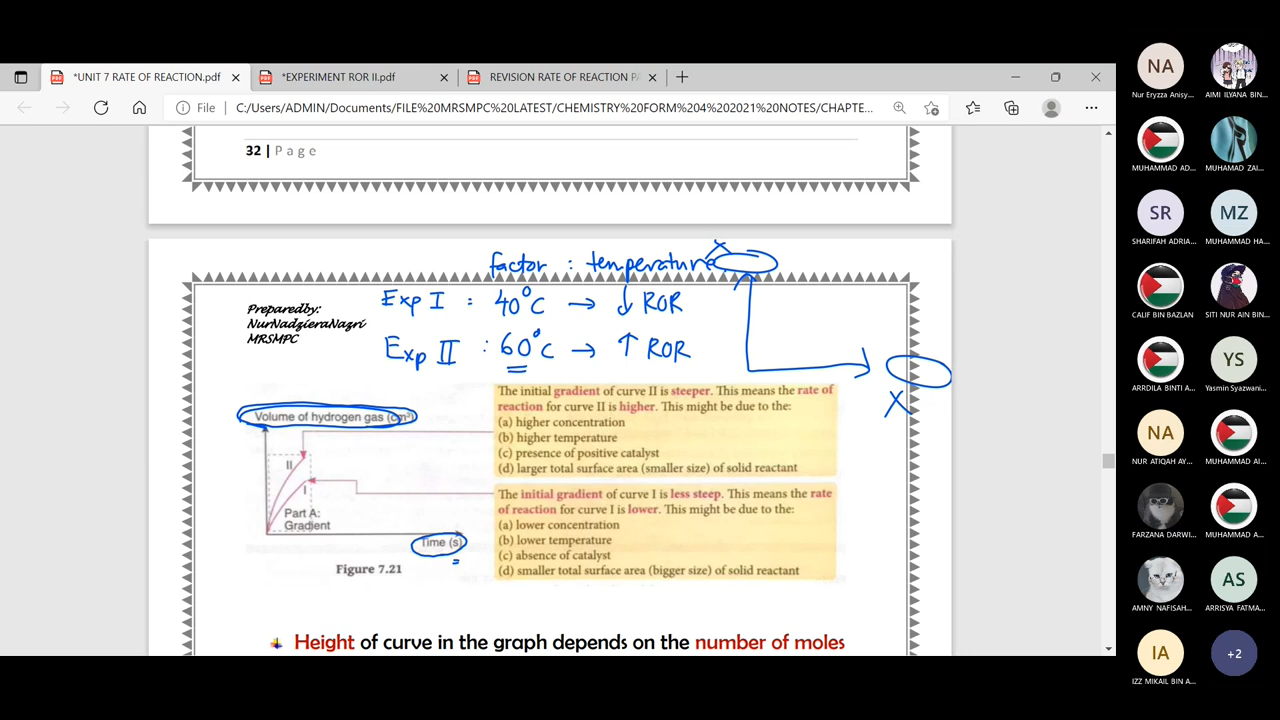 *UNIT 7 RATE OF REACTION.pdf
*EXPERIMENT ROR II.pdf
REVISION RATE OF REACTION PA
File
C:/Users/ADMIN/Documents/FILE%20MRSMPC%20LATEST/CHEMISTRY%20FORM%204%202021%20NOTES/CHAPTE...
32 | Page
factor : temperature
X
Exp I : 40°C → ↓ ROR
Exp II : 60°C → ↑ ROR
X
Preparedby:
NurNadzieraNazri
MRSMPC
Volume of hydrogen gas (cm³)
II
I
Part A:
Gradient
Time (s)
Figure 7.21
The initial gradient of curve II is steeper. This means the rate of
reaction for curve II is higher. This might be due to the:
(a) higher concentration
(b) higher temperature
(c) presence of positive catalyst
(d) larger total surface area (smaller size) of solid reactant
The initial gradient of curve I is less steep. This means the rate
of reaction for curve I is lower. This might be due to the:
(a) lower concentration
(b) lower temperature
(c) absence of catalyst
(d) smaller total surface area (bigger size) of solid reactant
Height of curve in the graph depends on the number of moles
NA
Nur Eryzza Anisy...
AIMI ILYANA BIN...
MUHAMMAD AD...
MUHAMAD ZAI...
SR
SHARIFAH ADRIA...
MZ
MUHAMMAD HA...
CALIF BIN BAZLAN
SITI NUR AIN BIN...
ARRDILA BINTI A...
YS
Yasmin Syazwani...
NA
NUR ATIQAH AY...
MUHAMMAD AI...
FARZANA DARWI...
MUHAMMAD A...
AMNY NAFISAH...
AS
ARRISYA FATMA...
IA
IZZ MIKAIL BIN A...
+2